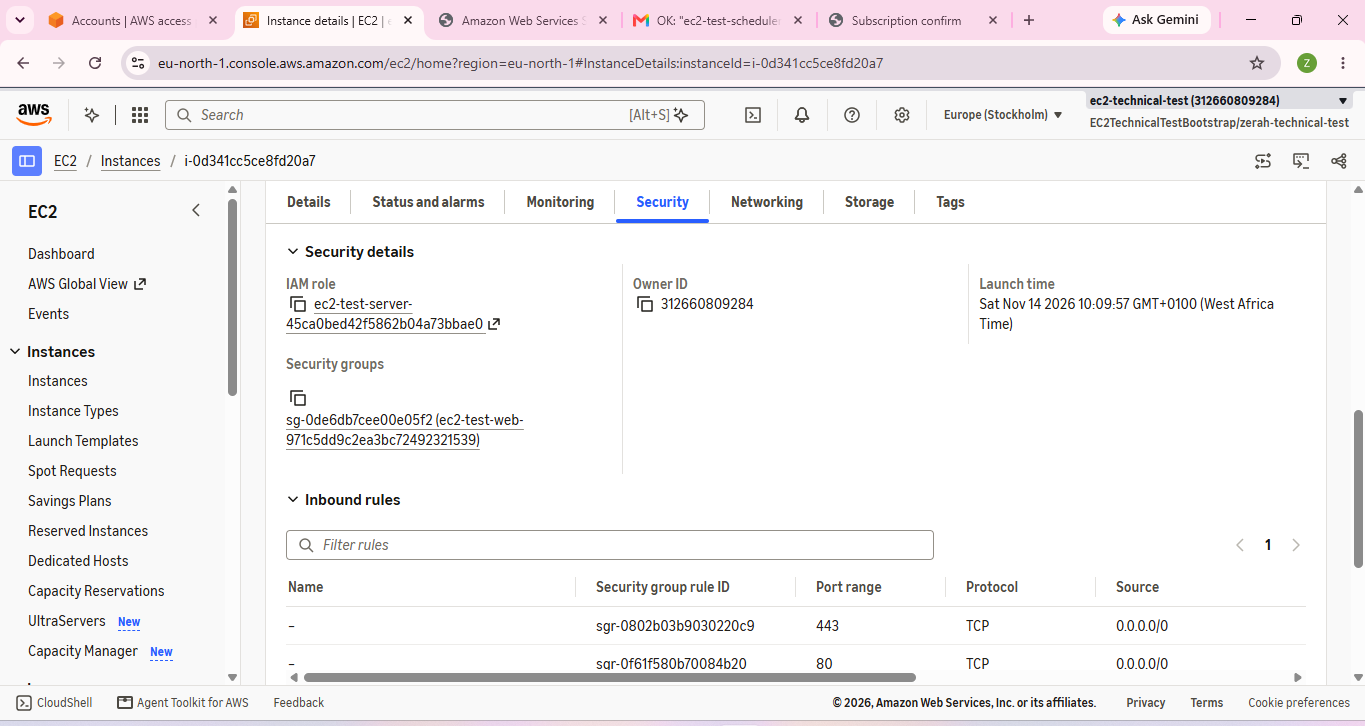 Accounts | AWS access
Instance details | EC2 | e
Amazon Web Services S
OK: "ec2-test-scheduler
Subscription confirm
Ask Gemini
eu-north-1.console.aws.amazon.com/ec2/home?region=eu-north-1#InstanceDetails:instanceId=i-0d341cc5ce8fd20a7
Z
aws
Search
[Alt+S]
Europe (Stockholm)
ec2-technical-test (312660809284)
EC2TechnicalTestBootstrap/zerah-technical-test
EC2 / Instances / i-0d341cc5ce8fd20a7
EC2
Dashboard
AWS Global View
Events
Instances
Instances
Instance Types
Launch Templates
Spot Requests
Savings Plans
Reserved Instances
Dedicated Hosts
Capacity Reservations
UltraServers New
Capacity Manager New
Details
Status and alarms
Monitoring
Security
Networking
Storage
Tags
Security details
IAM role
ec2-test-server-
45ca0bed42f5862b04a73bbae0
Owner ID
312660809284
Launch time
Sat Nov 14 2026 10:09:57 GMT+0100 (West Africa
Time)
Security groups
sg-0de6db7cee00e05f2 (ec2-test-web-
971c5dd9c2ea3bc72492321539)
Inbound rules
Filter rules
1
Name Security group rule ID Port range Protocol Source
– sgr-0802b03b9030220c9 443 TCP 0.0.0.0/0
– sgr-0f61f580b70084b20 80 TCP 0.0.0.0/0
CloudShell
Agent Toolkit for AWS
Feedback
© 2026, Amazon Web Services, Inc. or its affiliates.
Privacy
Terms
Cookie preferences